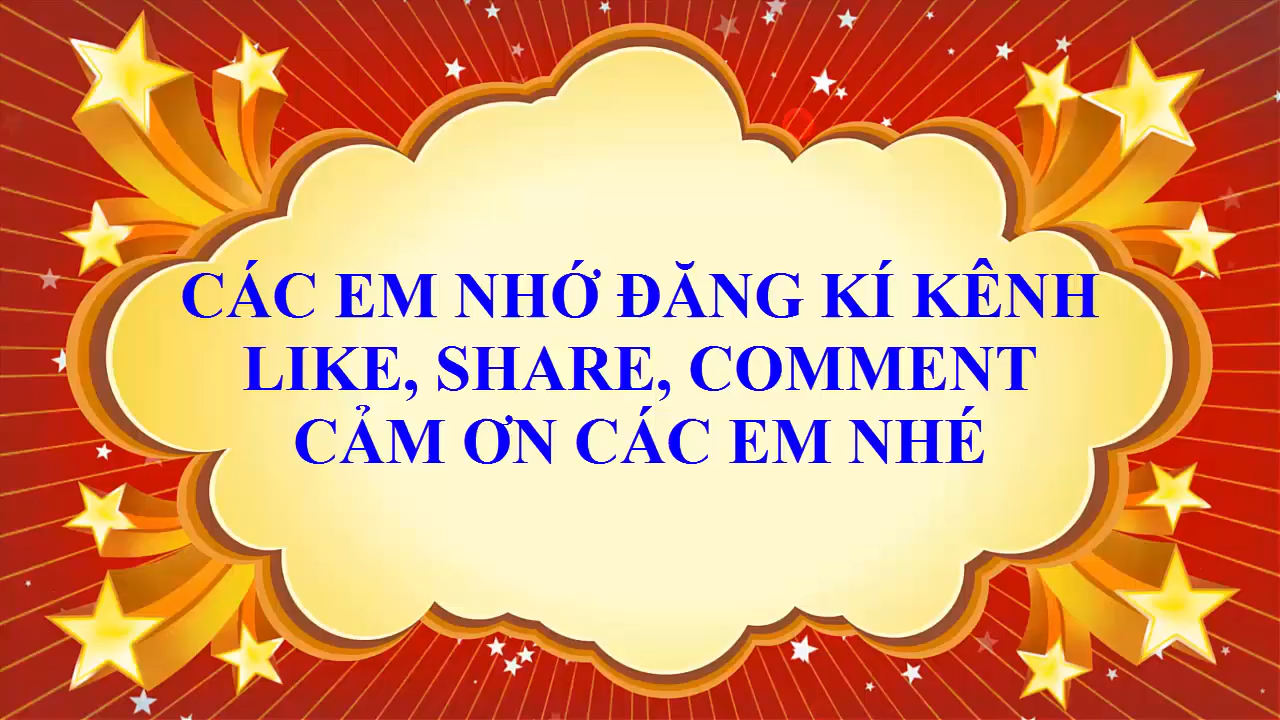 CÁC EM NHỚ ĐĂNG KÍ KÊNH
LIKE, SHARE, COMMENT
CẢM ƠN CÁC EM NHÉ